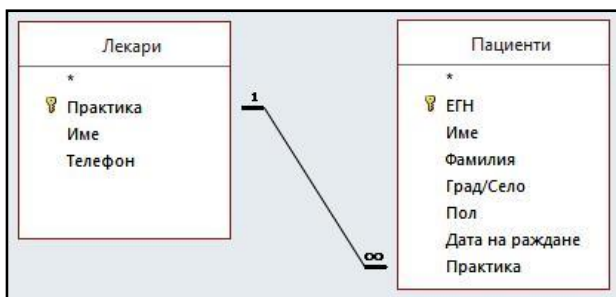 Лекари
*
Практика
Име
Телефон
1
∞
Пациенти
*
ЕГН
Име
Фамилия
Град/Село
Пол
Дата на раждане
Практика